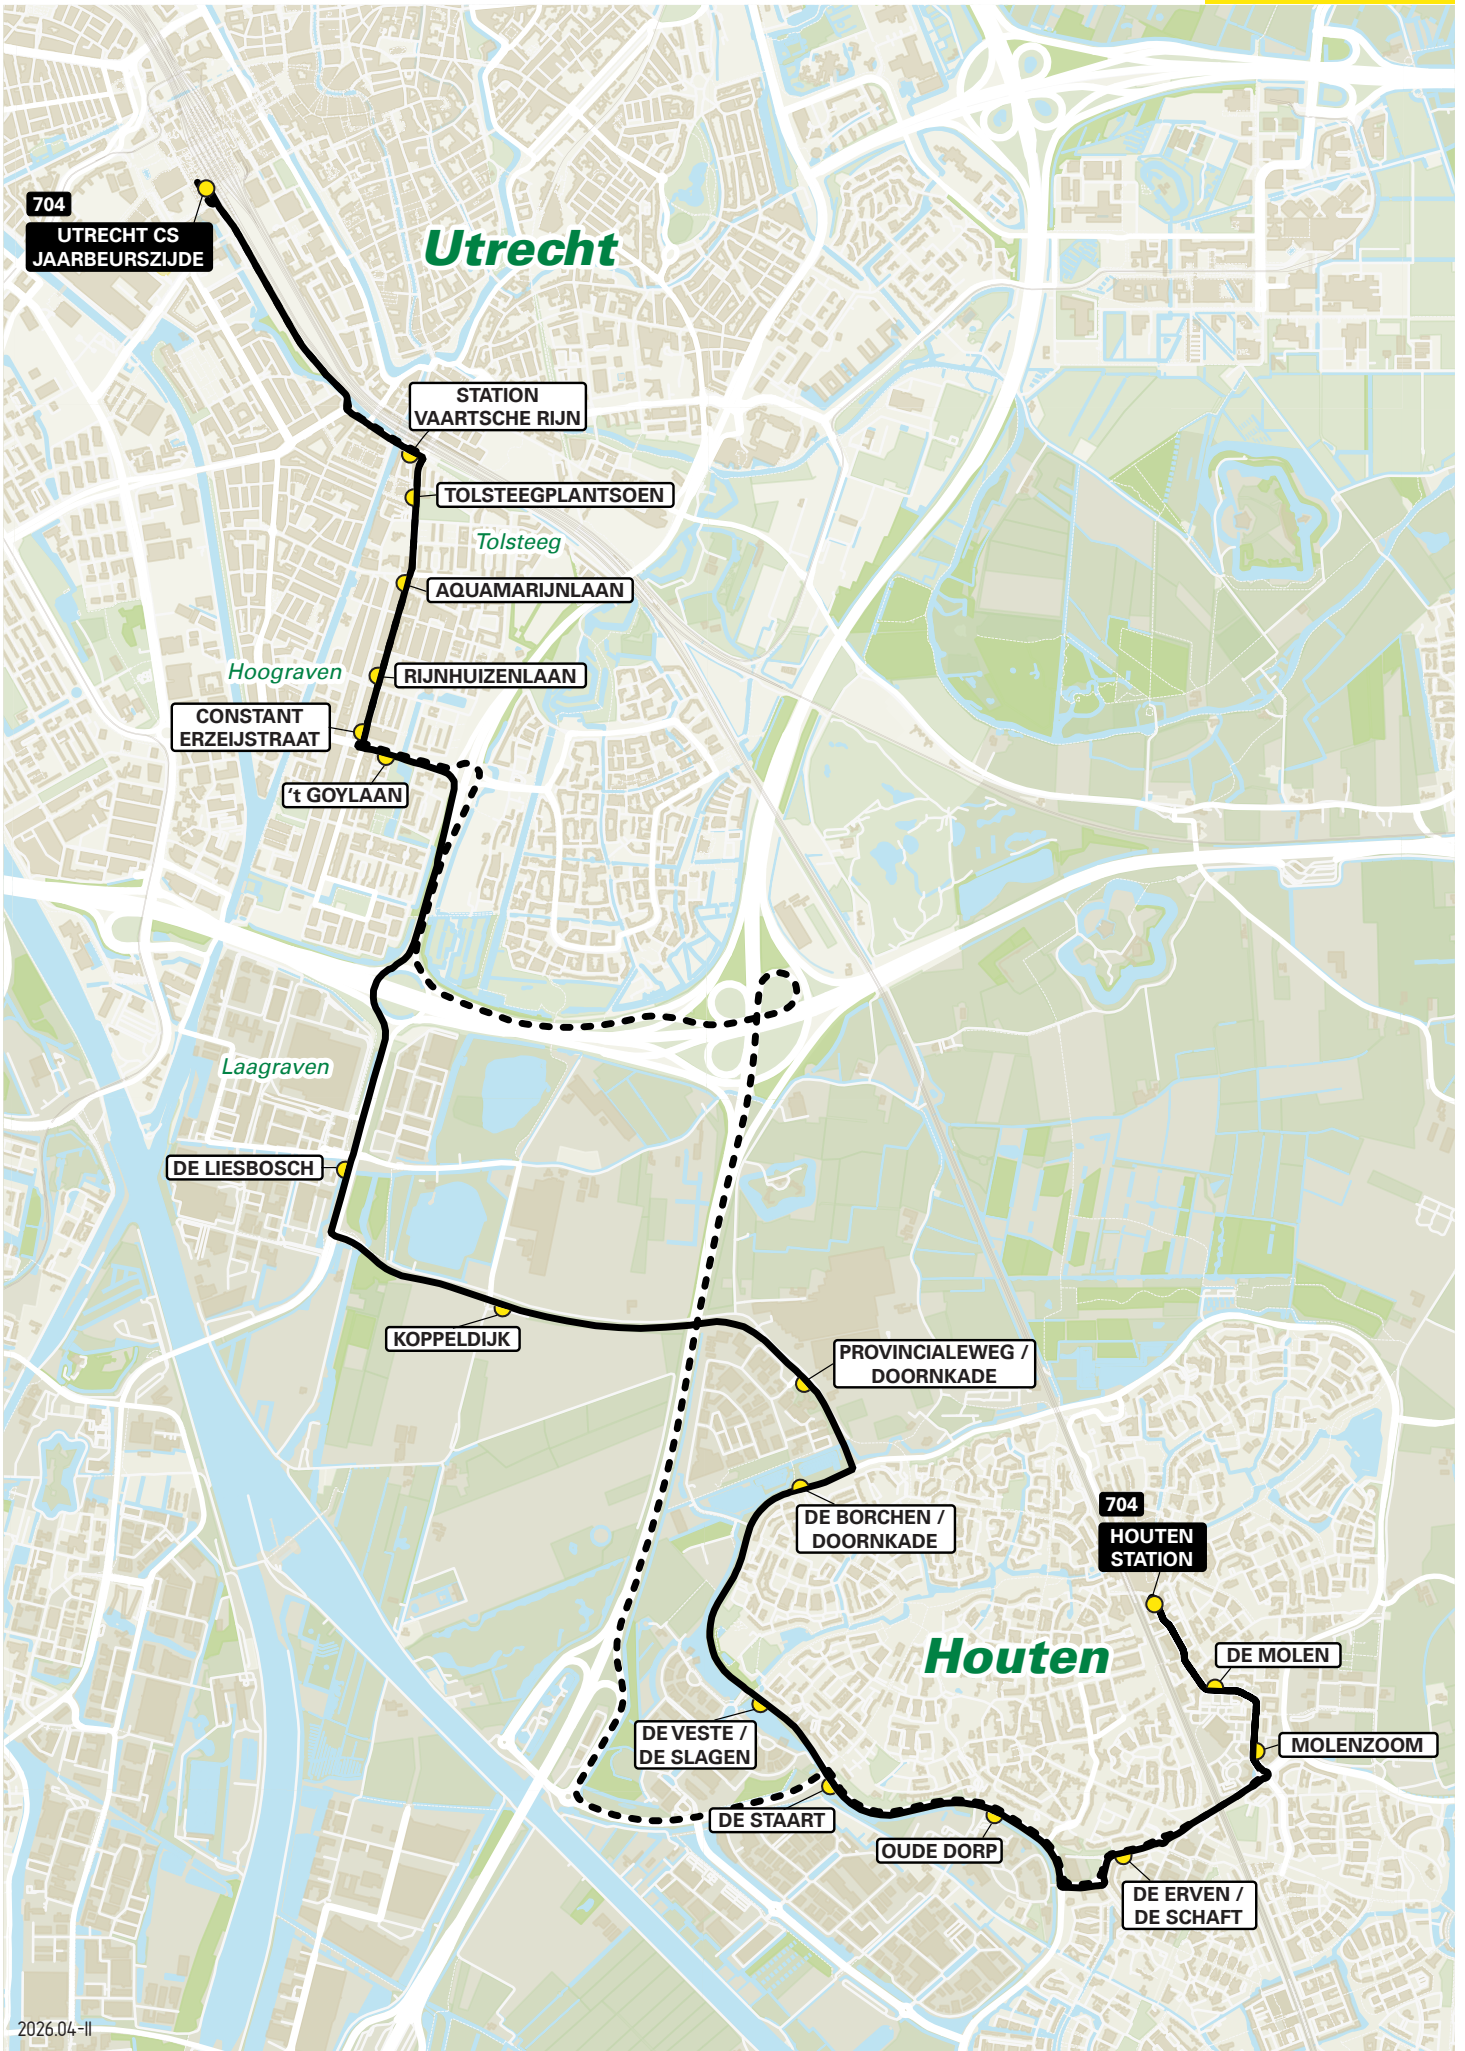 704
UTRECHT CS
JAARBEURSZIJDE
Utrecht
STATION
VAARTSCHE RIJN
TOLSTEEGPLANTSOEN
Tolsteeg
AQUAMARIJNLAAN
Hoograven
RIJNHUIZENLAAN
CONSTANT
ERZEIJSTRAAT
‘t GOYLAAN
Laagraven
DE LIESBOSCH
KOPPELDIJK
PROVINCIALEWEG /
DOORNKADE
DE BORCHEN /
DOORNKADE
704
HOUTEN
STATION
Houten
DE MOLEN
DE VESTE /
DE SLAGEN
MOLENZOOM
DE STAART
OUDE DORP
DE ERVEN /
DE SCHAFT
2026.04-II